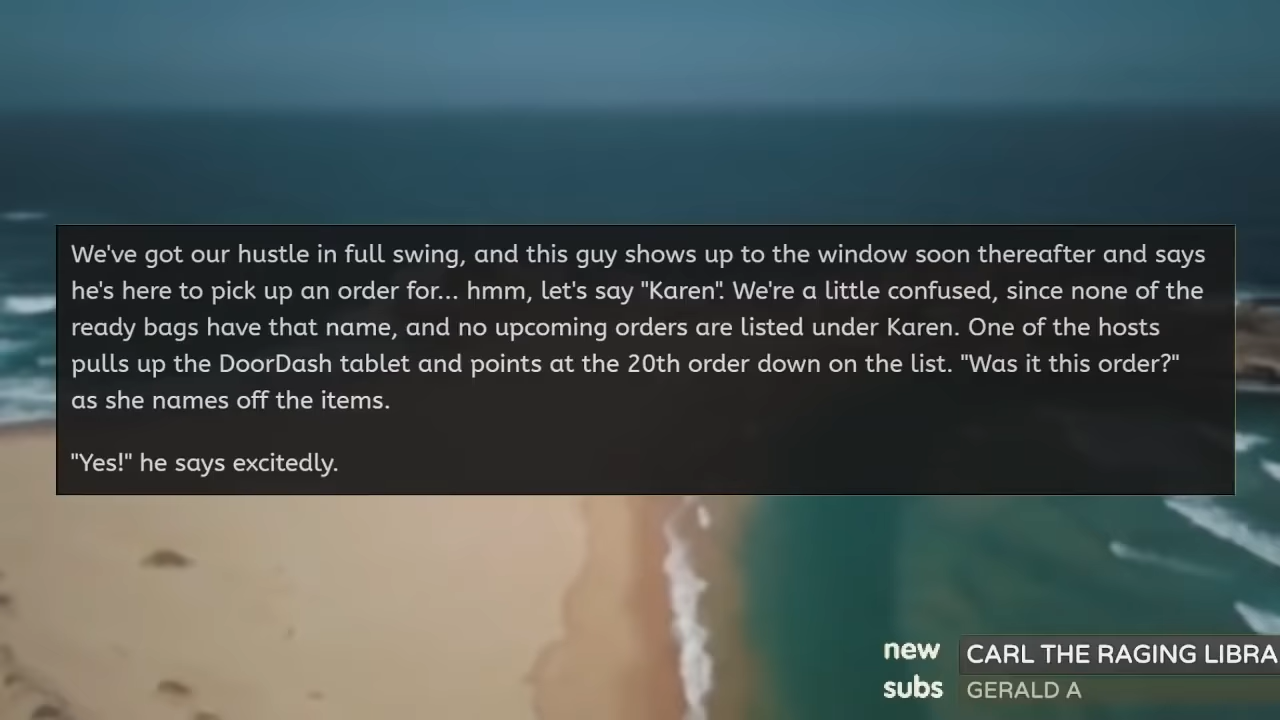 We've got our hustle in full swing, and this guy shows up to the window soon thereafter and says
he's here to pick up an order for... hmm, let's say "Karen". We're a little confused, since none of the
ready bags have that name, and no upcoming orders are listed under Karen. One of the hosts
pulls up the DoorDash tablet and points at the 20th order down on the list. "Was it this order?"
as she names off the items.
"Yes!" he says excitedly.
new
CARL THE RAGING LIBRA
subs
GERALD A